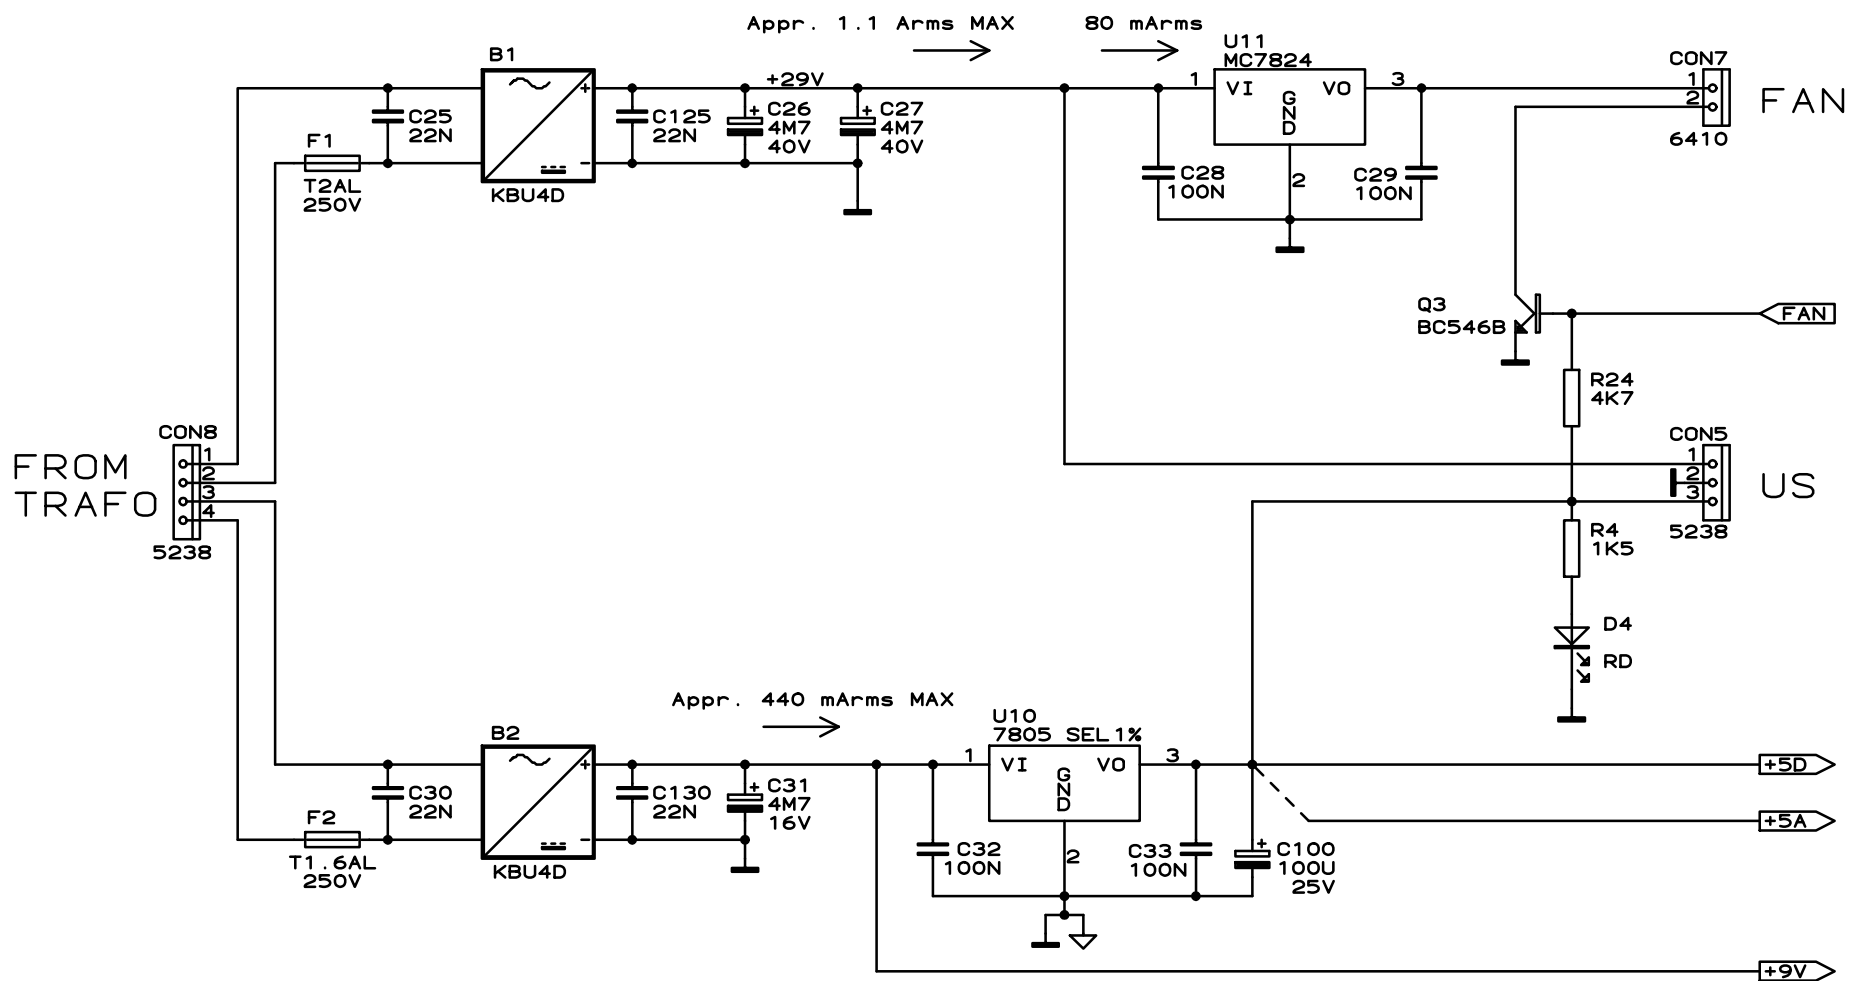 Appr. 1.1 Arms MAX
80 mArms
B1
+29V
C25
22N
F1
T2AL
250V
+
-
KBU4D
C125
22N
+
C26
4M7
40V
+
C27
4M7
40V
U11
MC7824
1
VI
VO
3
GND
2
C28
100N
C29
100N
CON7
1
2
6410
FAN
Q3
BC546B
FAN
R24
4K7
CON8
1
2
3
4
5238
FROM
TRAFO
CON5
1
2
3
5238
US
R4
1K5
D4
RD
Appr. 440 mArms MAX
B2
C30
22N
F2
T1.6AL
250V
+
-
KBU4D
C130
22N
+
C31
4M7
16V
U10
7805 SEL1%
1
VI
VO
3
GND
2
C32
100N
C33
100N
+
C100
100U
25V
+5D
+5A
+9V